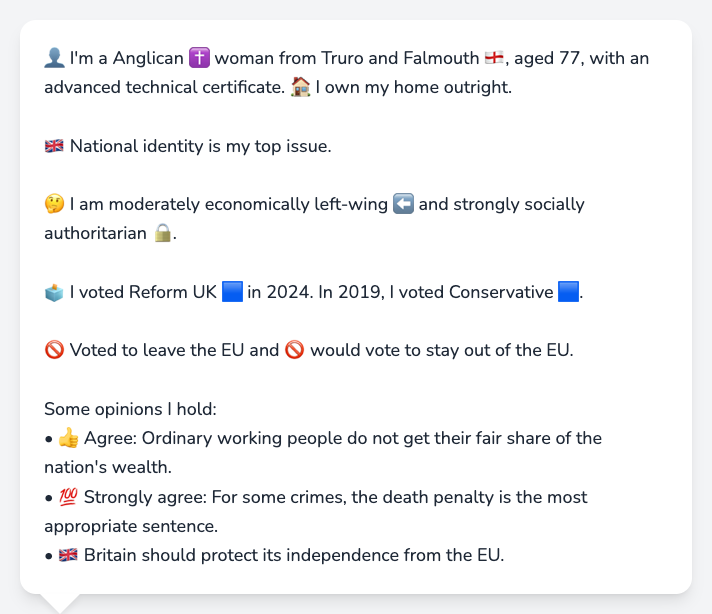 👤 I'm a Anglican ✝️ woman from Truro and Falmouth 🏴󠁧󠁢󠁥󠁮󠁧󠁿, aged 77, with an
advanced technical certificate. 🏠 I own my home outright.
🇬🇧 National identity is my top issue.
🤔 I am moderately economically left-wing ⬅️ and strongly socially
authoritarian 🔒.
🗳️ I voted Reform UK 🟦 in 2024. In 2019, I voted Conservative 🟦.
🚫 Voted to leave the EU and 🚫 would vote to stay out of the EU.
Some opinions I hold:
• 👍 Agree: Ordinary working people do not get their fair share of the
nation's wealth.
• 💯 Strongly agree: For some crimes, the death penalty is the most
appropriate sentence.
• 🇬🇧 Britain should protect its independence from the EU.